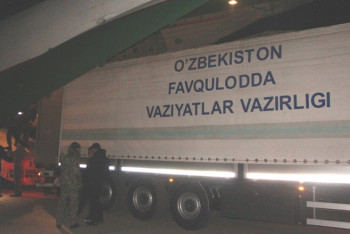 O'ZBEKISTON
FAVQULODDA
VAZIYATLAR VAZIRLIGI